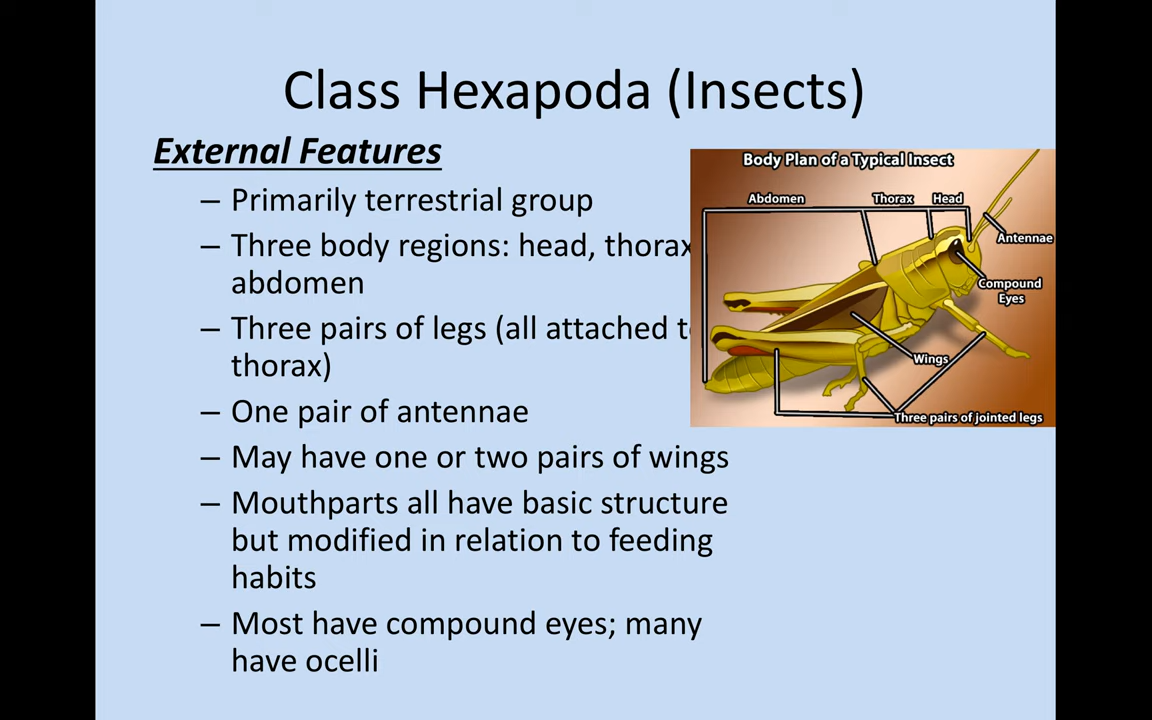 Class Hexapoda (Insects)
External Features
– Primarily terrestrial group
– Three body regions: head, thorax
abdomen
– Three pairs of legs (all attached t
thorax)
– One pair of antennae
– May have one or two pairs of wings
– Mouthparts all have basic structure
but modified in relation to feeding
habits
– Most have compound eyes; many
have ocelli
Body Plan of a Typical Insect
Abdomen
Thorax
Head
Antennae
Compound
Eyes
Wings
Three pairs of jointed legs